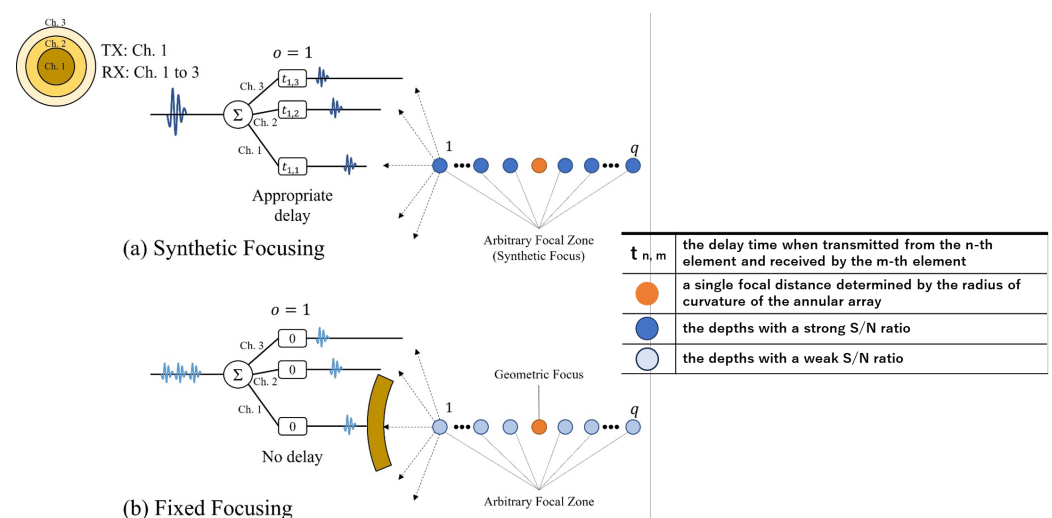 Ch. 3
Ch. 2
Ch. 1
TX: Ch. 1
RX: Ch. 1 to 3
o = 1
Ch. 3
t1,3
Σ
Ch. 2
t1,2
Ch. 1
t1,1
Appropriate
delay
1
q
Arbitrary Focal Zone
(Synthetic Focus)
(a) Synthetic Focusing
t n, m
the delay time when transmitted from the n-th
element and received by the m-th element
a single focal distance determined by the radius of
curvature of the annular array
the depths with a strong S/N ratio
the depths with a weak S/N ratio
o = 1
Ch. 3
0
Σ
Ch. 2
0
Ch. 1
0
No delay
Geometric Focus
1
q
Arbitrary Focal Zone
(b) Fixed Focusing